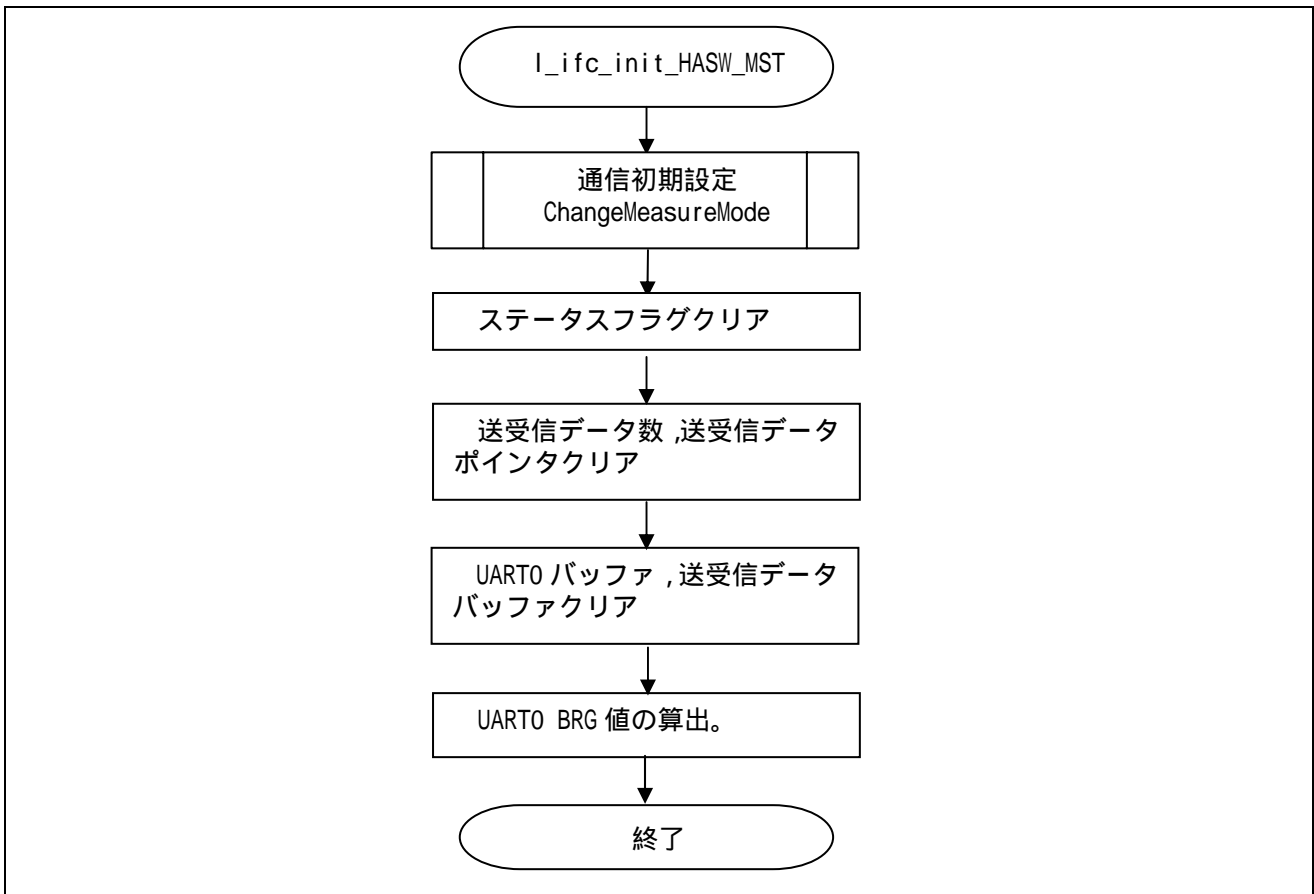 l_ifc_init_HASW_MST
通信初期設定
ChangeMeasureMode
ステータスフラグクリア
送受信データ数,送受信データ
ポインタクリア
UART0 バッファ,送受信データ
バッファクリア
UART0 BRG 値の算出。
終了